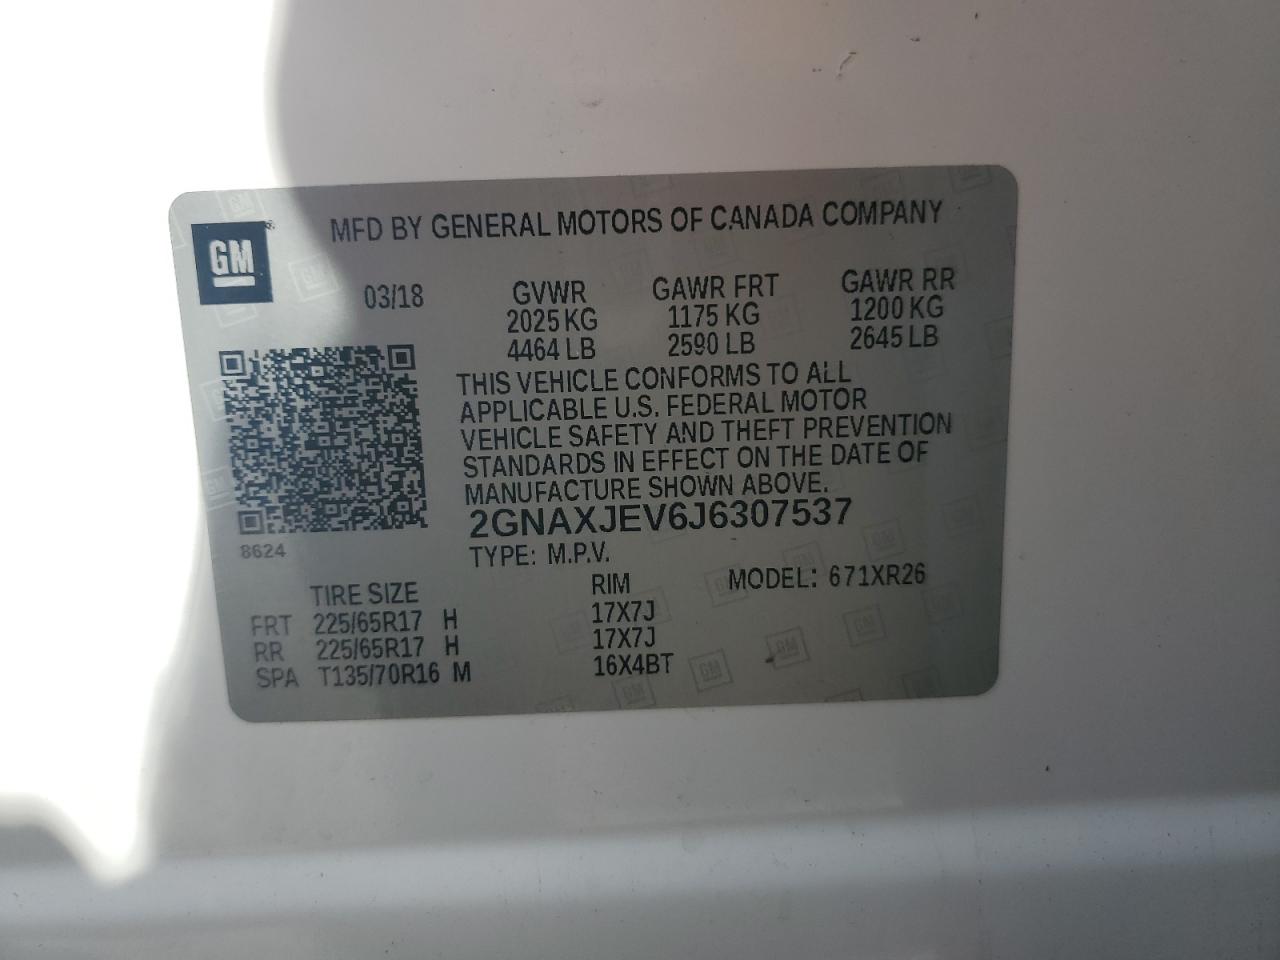 GM
MFD BY GENERAL MOTORS OF CANADA COMPANY
03/18 GVWR GAWR FRT GAWR RR
2025 KG 1175 KG 1200 KG
4464 LB 2590 LB 2645 LB
THIS VEHICLE CONFORMS TO ALL
APPLICABLE U.S. FEDERAL MOTOR
VEHICLE SAFETY AND THEFT PREVENTION
STANDARDS IN EFFECT ON THE DATE OF
MANUFACTURE SHOWN ABOVE.
2GNAXJEV6J6307537
8624
TYPE: M.P.V.
TIRE SIZE RIM MODEL: 671XR26
FRT 225/65R17 H 17X7J
RR 225/65R17 H 17X7J
SPA T135/70R16 M 16X4BT